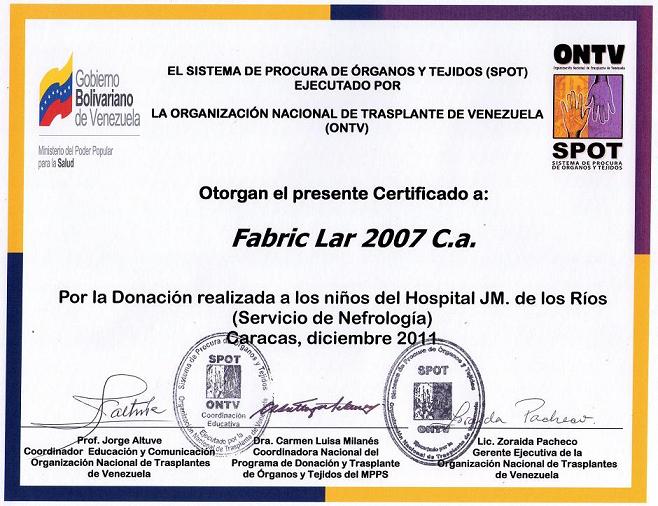 Gobierno
Bolivariano
de Venezuela
Ministerio del Poder Popular
para la Salud
EL SISTEMA DE PROCURA DE ÓRGANOS Y TEJIDOS (SPOT)
EJECUTADO POR
LA ORGANIZACIÓN NACIONAL DE TRASPLANTE DE VENEZUELA
(ONTV)
ONTV
Organización Nacional de Trasplante de Venezuela
SPOT
SISTEMA DE PROCURA
DE ÓRGANOS Y TEJIDOS
Otorgan el presente Certificado a:
Fabric Lar 2007 C.a.
Por la Donación realizada a los niños del Hospital JM. de los Ríos
(Servicio de Nefrología)
Caracas, diciembre 2011
Sistema de Procura de Órganos y Tejidos
SPOT
ONTV
Coordinación
Educativa
Ejecutado por la
Organización Nacional de Trasplante de Venezuela
Sistema de Procura de Órganos y Tejidos
SPOT
ONTV
Ejecutado por la
Organización Nacional de Trasplante de Venezuela
Altuve
Zoraida Pacheco
Prof. Jorge Altuve
Coordinador Educación y Comunicación
Organización Nacional de Trasplantes
de Venezuela
Dra. Carmen Luisa Milanés
Coordinadora Nacional del
Programa de Donación y Trasplante
de Órganos y Tejidos del MPPS
Lic. Zoraida Pacheco
Gerente Ejecutiva de la
Organización Nacional de Trasplantes
de Venezuela